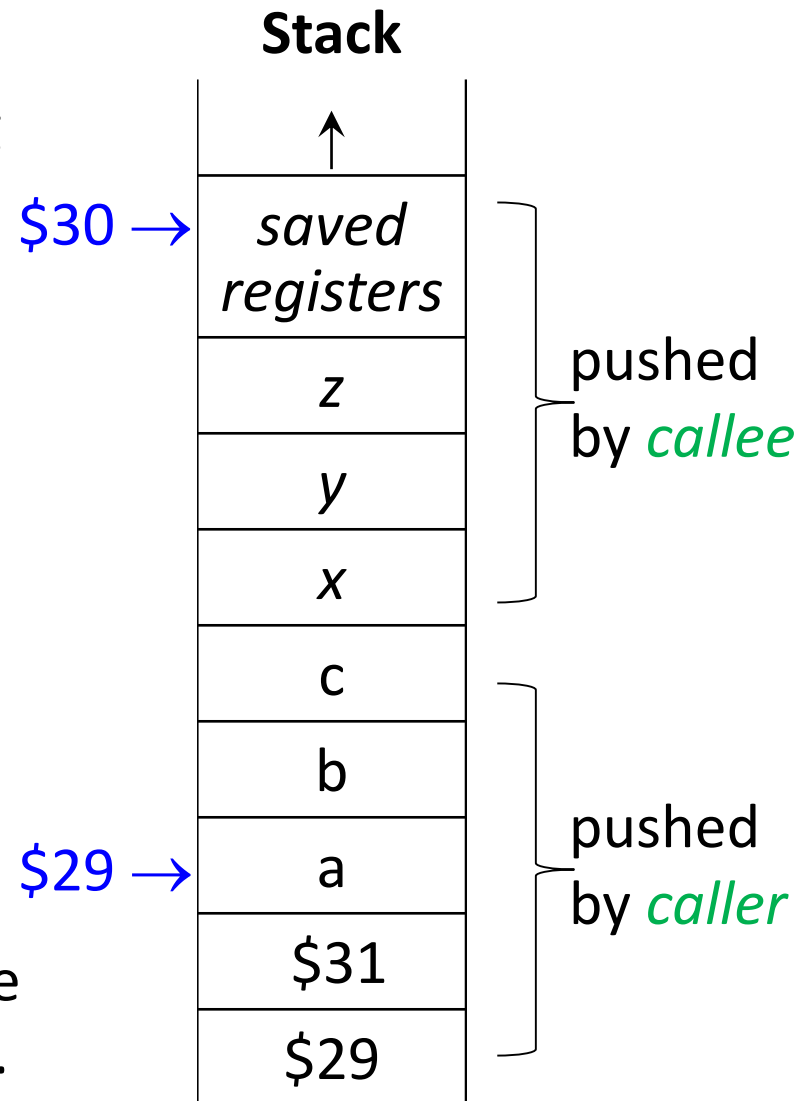 Stack
$30 →
saved
registers
z
y
x
pushed
by callee
c
b
$29 →
a
$31
$29
pushed
by caller
e
.